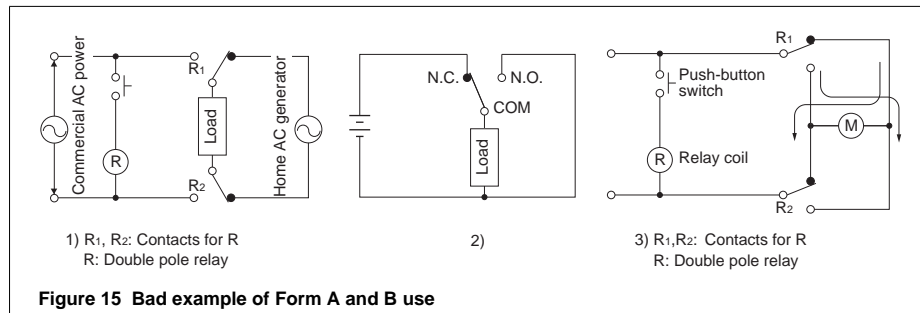 Commercial AC power
R
R1
Load
R2
Home AC generator
1) R1, R2: Contacts for R
R: Double pole relay
N.C.
N.O.
COM
Load
2)
R1
Push-button
switch
M
R
Relay coil
R2
3) R1,R2: Contacts for R
R: Double pole relay
Figure 15 Bad example of Form A and B use